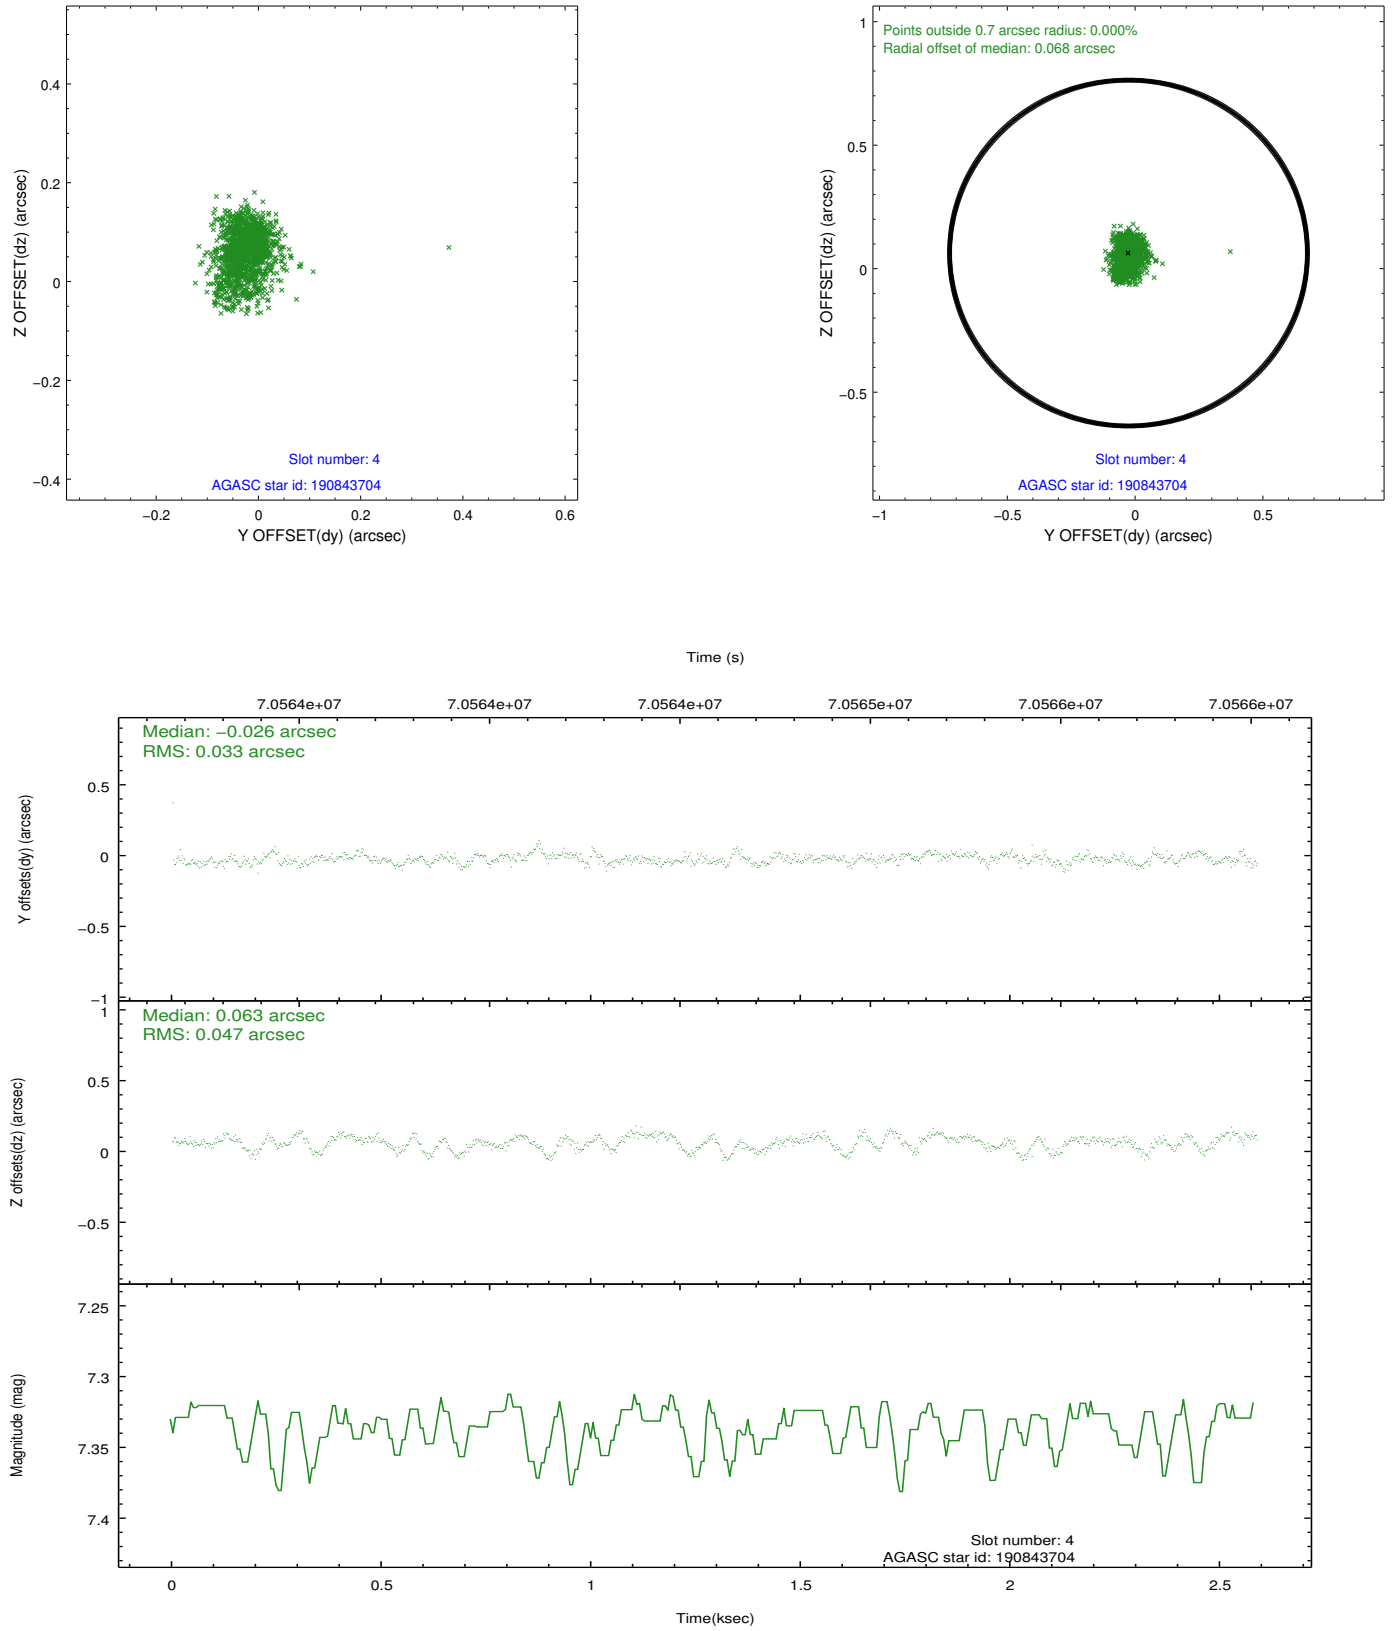 0.4
0.2
0
−0.2
−0.4
Z OFFSET(dz) (arcsec)
Slot number: 4
AGASC star id: 190843704
−0.2 0 0.2 0.4 0.6
Y OFFSET(dy) (arcsec)
Points outside 0.7 arcsec radius: 0.000%
Radial offset of median: 0.068 arcsec
1
0.5
0
−0.5
Z OFFSET(dz) (arcsec)
Slot number: 4
AGASC star id: 190843704
−1 −0.5 0 0.5
Y OFFSET(dy) (arcsec)
Time (s)
7.0564e+07 7.0564e+07 7.0564e+07 7.0565e+07 7.0566e+07 7.0566e+07
Median: −0.026 arcsec
RMS: 0.033 arcsec
0.5
0
−0.5
−1
Y offsets(dy) (arcsec)
Median: 0.063 arcsec
RMS: 0.047 arcsec
1
0.5
0
−0.5
Z offsets(dz) (arcsec)
7.25
7.3
7.35
7.4
Magnitude (mag)
Slot number: 4
AGASC star id: 190843704
0 0.5 1 1.5 2 2.5
Time(ksec)